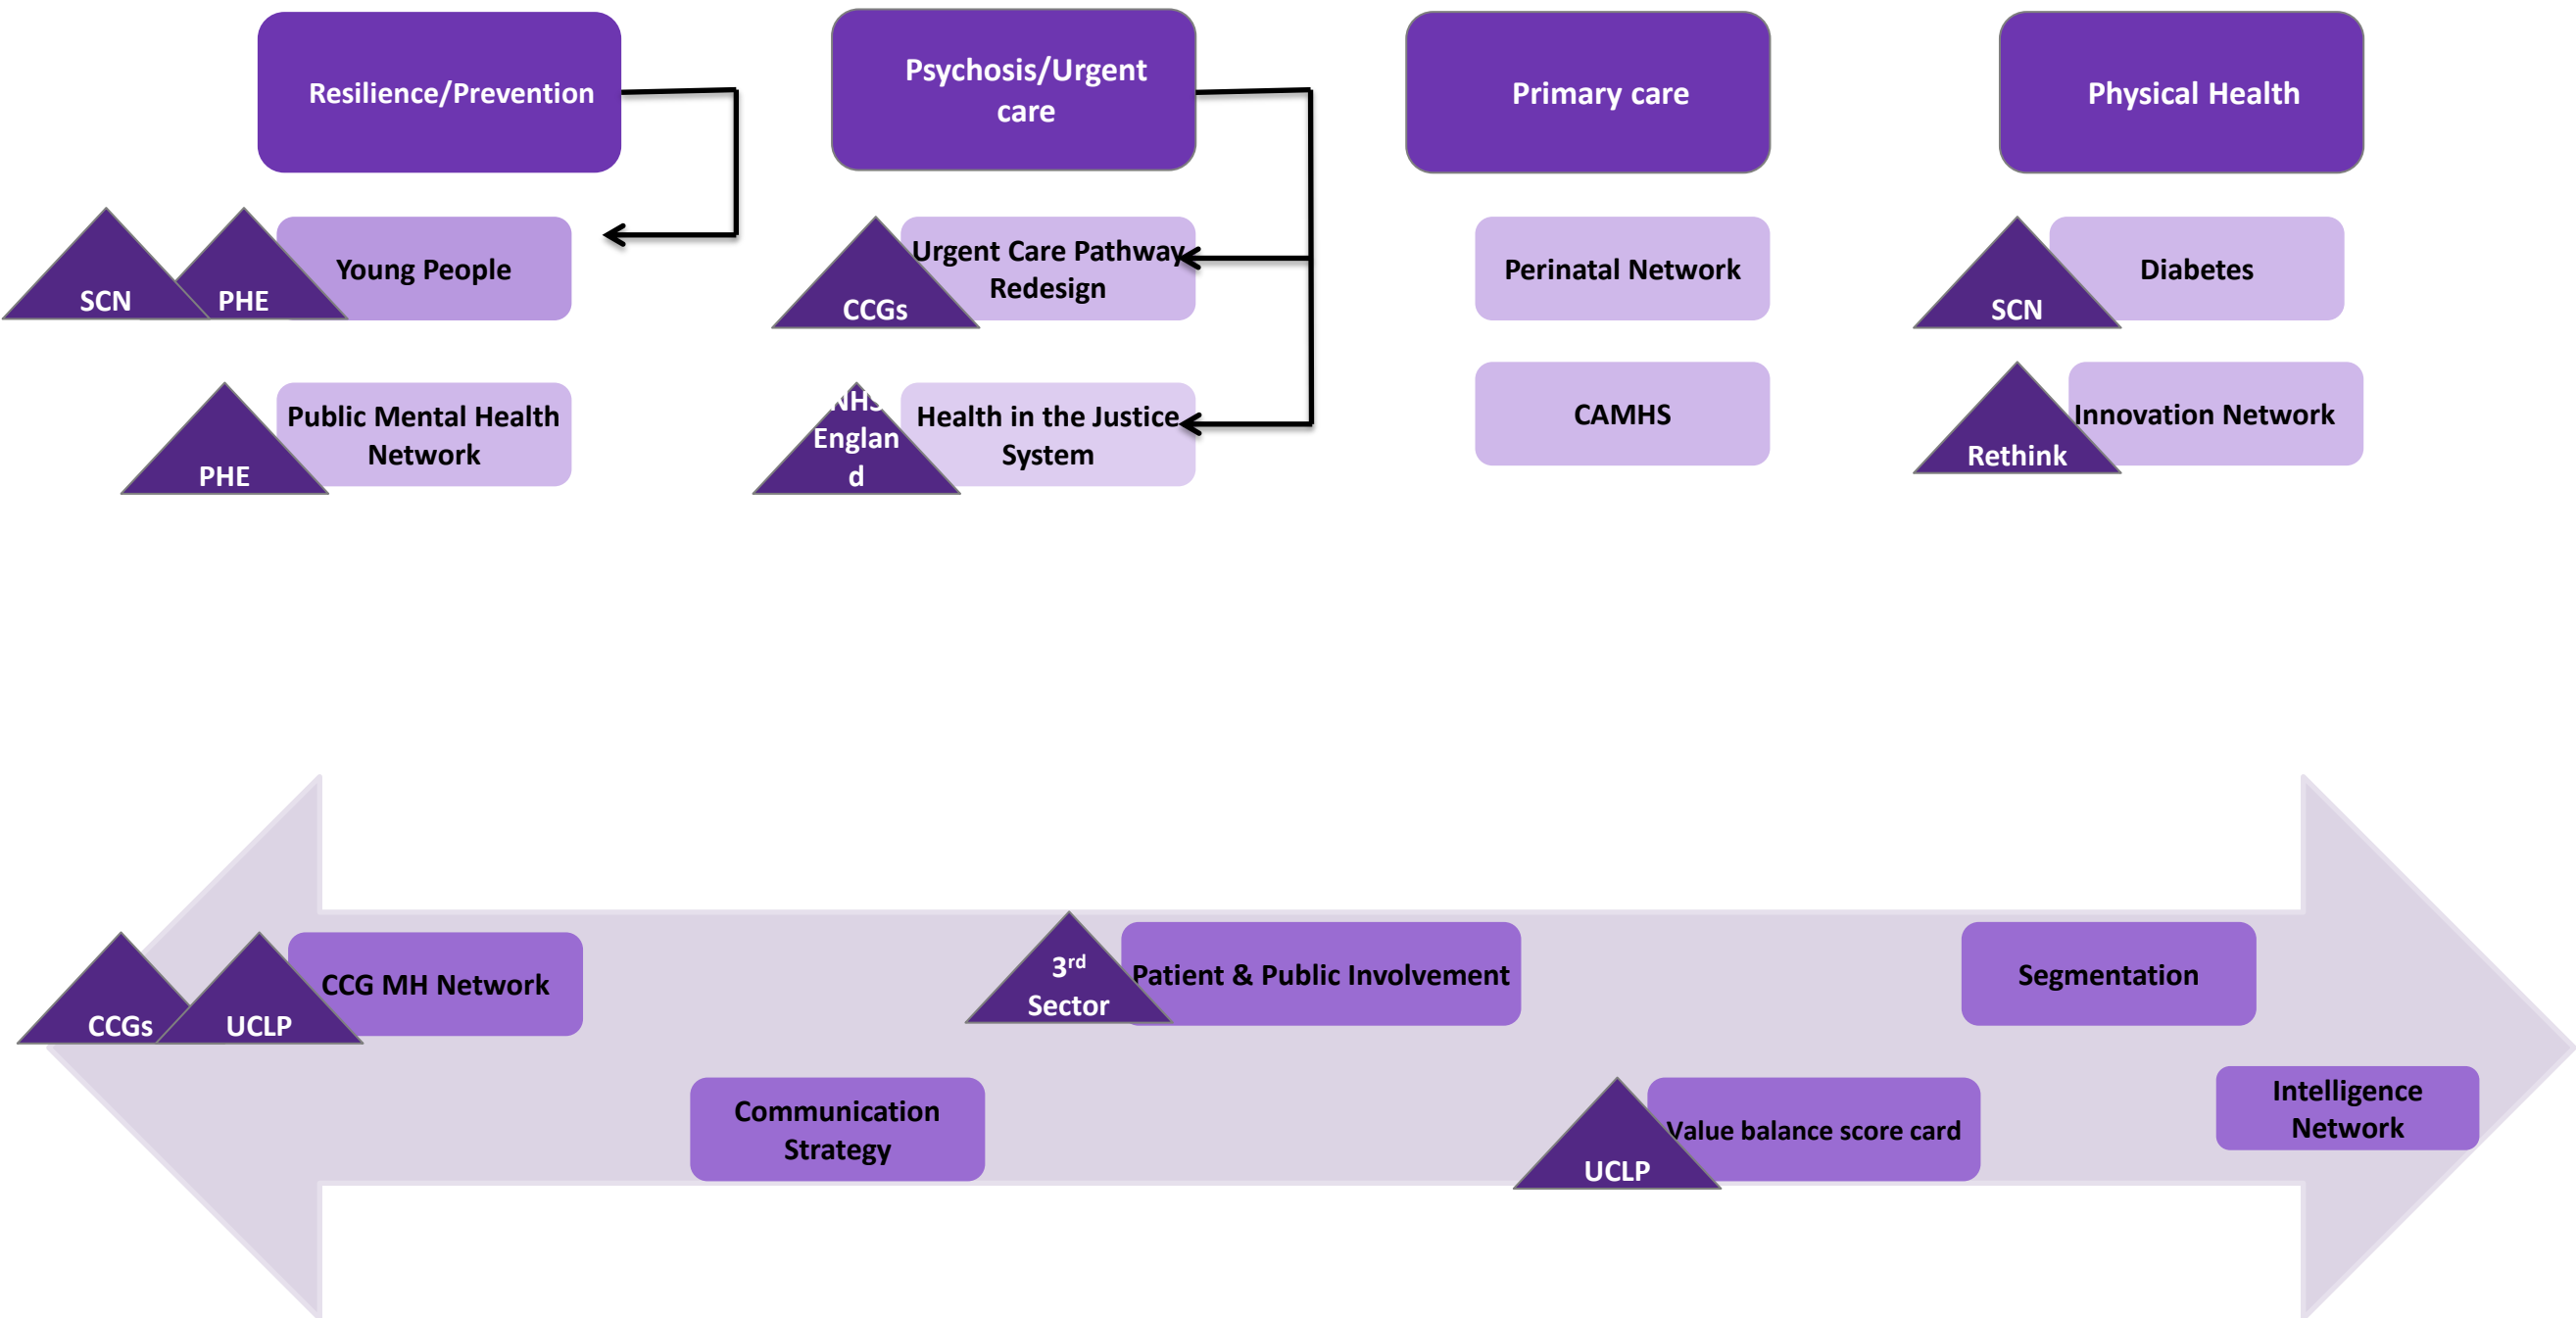 Resilience/Prevention
Psychosis/Urgent
care
Primary care
Physical Health
SCN
PHE
Young People
CCGs
Urgent Care Pathway
Redesign
Perinatal Network
SCN
Diabetes
PHE
Public Mental Health
Network
NHS
Englan
d
Health in the Justice
System
CAMHS
Rethink
Innovation Network
CCGs
UCLP
CCG MH Network
3rd
Sector
Patient & Public Involvement
Segmentation
Communication
Strategy
UCLP
Value balance score card
Intelligence
Network